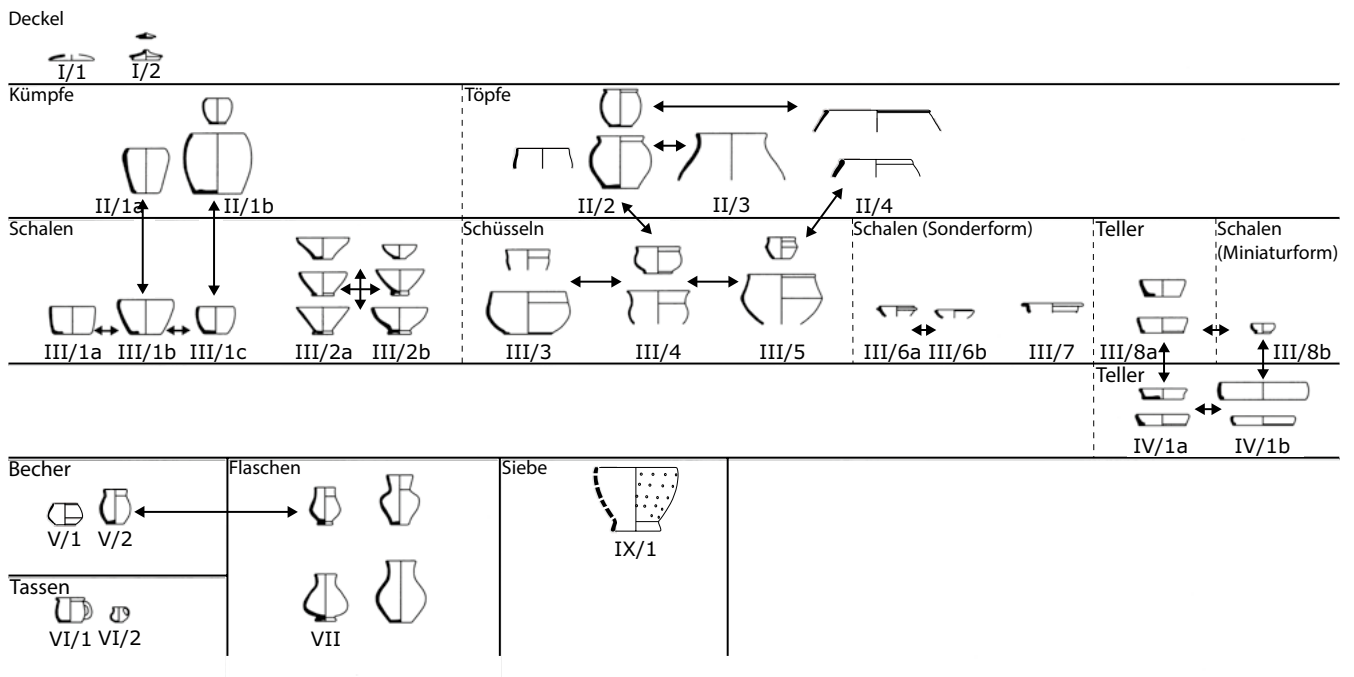 Deckel
I/1 I/2
Kümpfe Töpfe
II/1a II/1b II/2 II/3 II/4
Schalen Schüsseln Schalen (Sonderform) Teller Schalen
(Miniaturform)
III/1a III/1b III/1c III/2a III/2b III/3 III/4 III/5 III/6a III/6b III/7 III/8a III/8b
Teller
IV/1a IV/1b
Becher Flaschen Siebe
V/1 V/2 IX/1
Tassen
VI/1 VI/2 VII